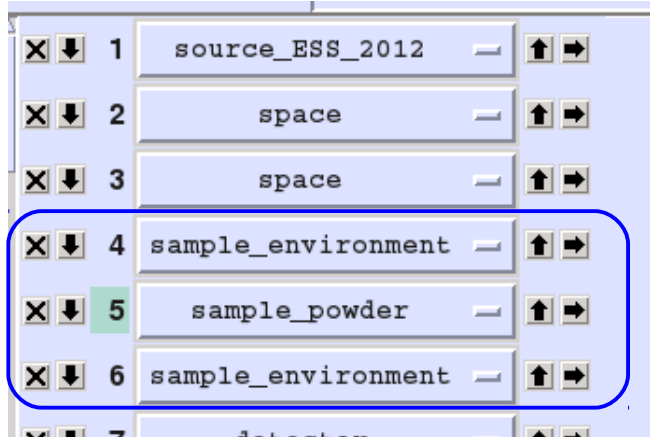 1 source_ESS_2012
2 space
3 space
4 sample_environment
5 sample_powder
6 sample_environment